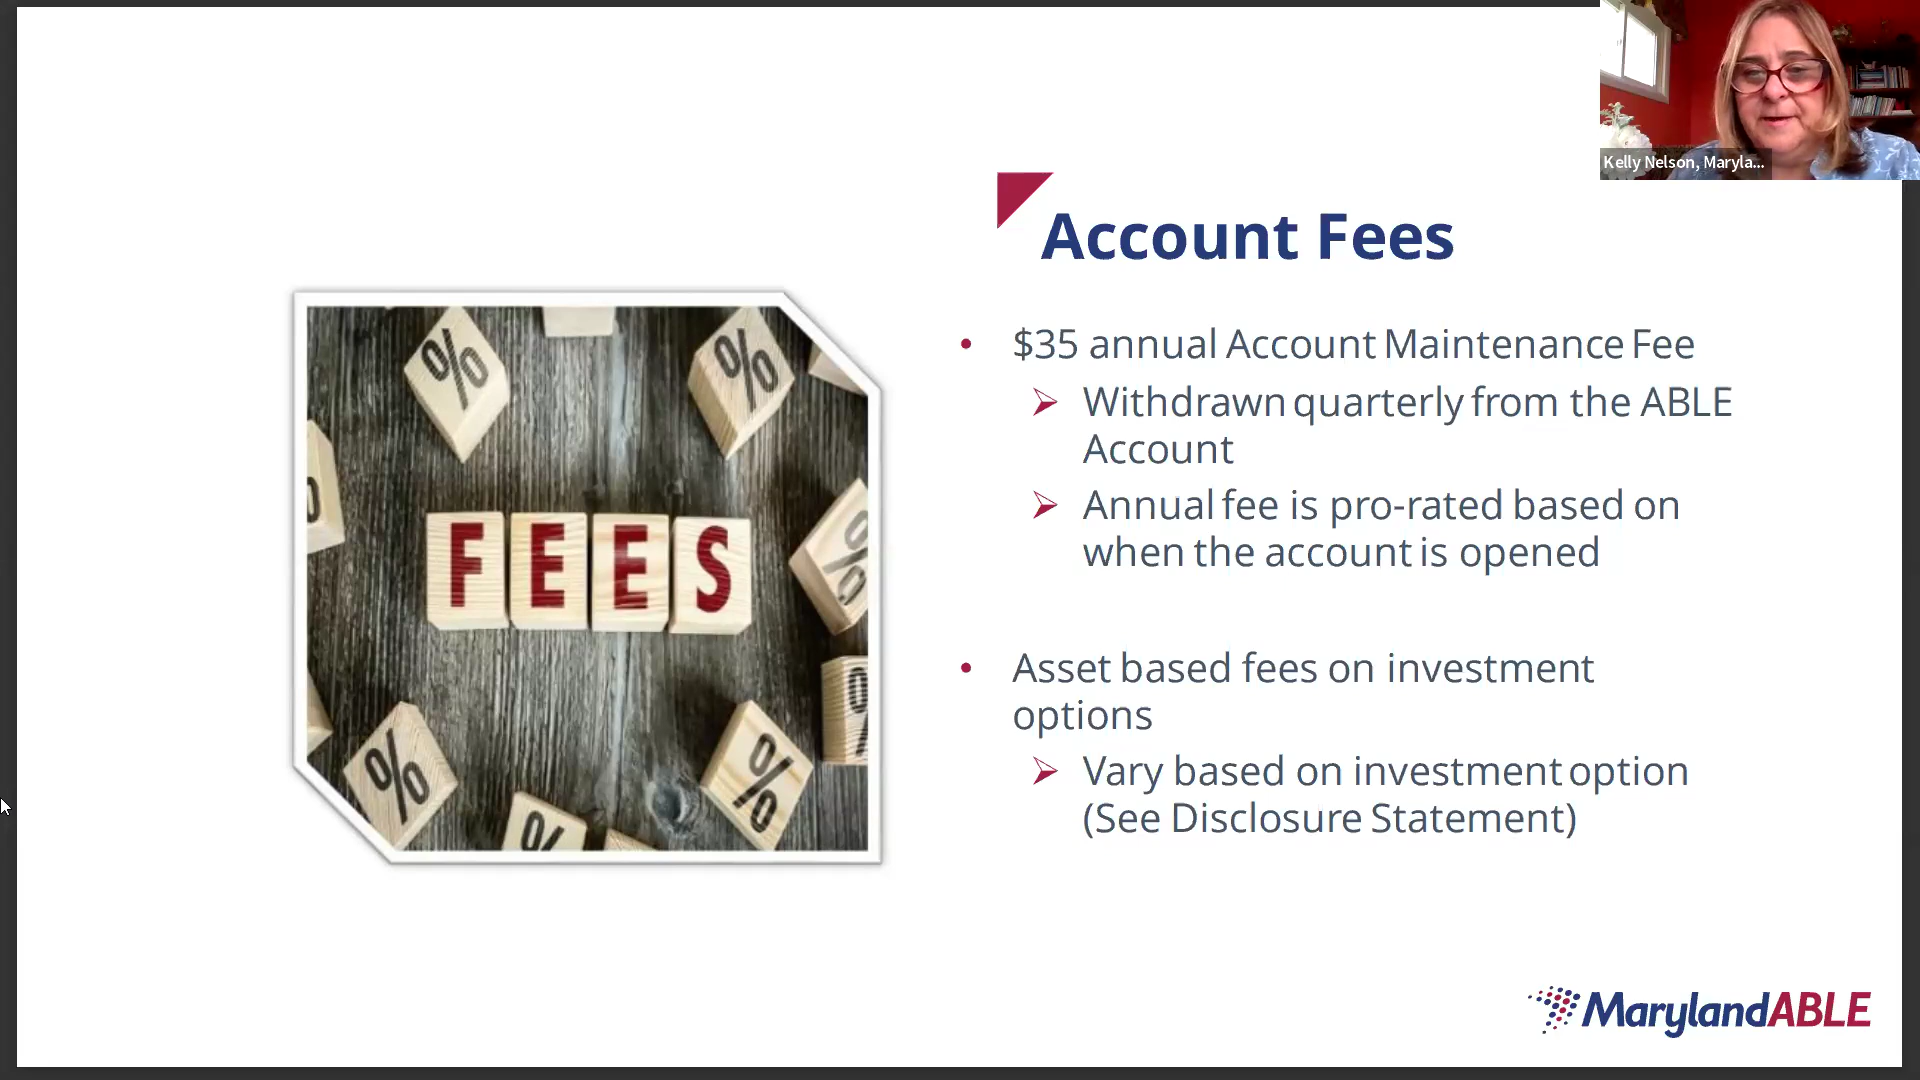 Kelly Nelson, Maryla...
Account Fees
% %
FEES
%
% %
%
• $35 annual Account Maintenance Fee
➢ Withdrawn quarterly from the ABLE
Account
➢ Annual fee is pro-rated based on
when the account is opened
• Asset based fees on investment
options
➢ Vary based on investment option
(See Disclosure Statement)
MarylandABLE